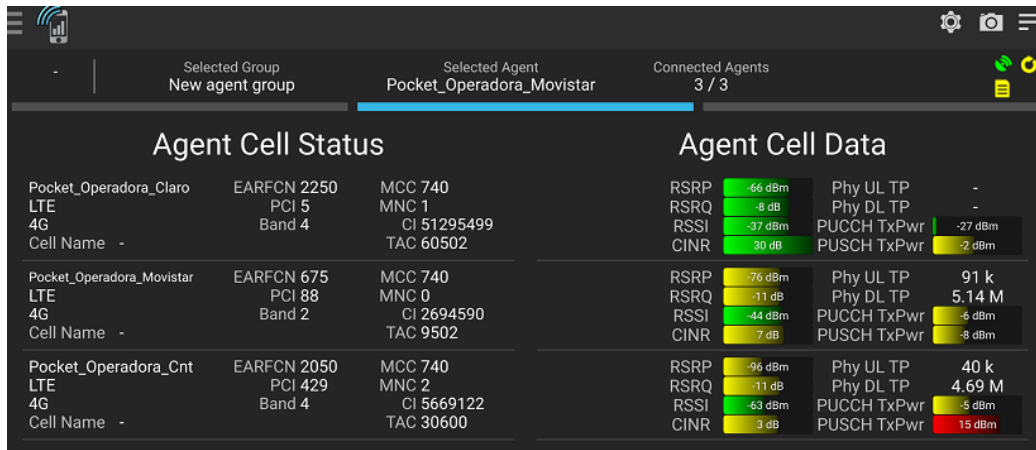 -
Selected Group
New agent group
Selected Agent
Pocket_Operadora_Movistar
Connected Agents
3 / 3
Agent Cell Status
Agent Cell Data
Pocket_Operadora_Claro EARFCN 2250 MCC 740 RSRP -66 dBm Phy UL TP -
LTE PCI 5 MNC 1 RSRQ -8 dB Phy DL TP -
4G Band 4 CI 51295499 RSSI -37 dBm PUCCH TxPwr -27 dBm
Cell Name - TAC 60502 CINR 30 dB PUSCH TxPwr -2 dBm
Pocket_Operadora_Movistar EARFCN 675 MCC 740 RSRP -76 dBm Phy UL TP 91 k
LTE PCI 88 MNC 0 RSRQ -11 dB Phy DL TP 5.14 M
4G Band 2 CI 2694590 RSSI -44 dBm PUCCH TxPwr -6 dBm
Cell Name - TAC 9502 CINR 7 dB PUSCH TxPwr -8 dBm
Pocket_Operadora_Cnt EARFCN 2050 MCC 740 RSRP -96 dBm Phy UL TP 40 k
LTE PCI 429 MNC 2 RSRQ -11 dB Phy DL TP 4.69 M
4G Band 4 CI 5669122 RSSI -63 dBm PUCCH TxPwr -5 dBm
Cell Name - TAC 30600 CINR 3 dB PUSCH TxPwr 15 dBm